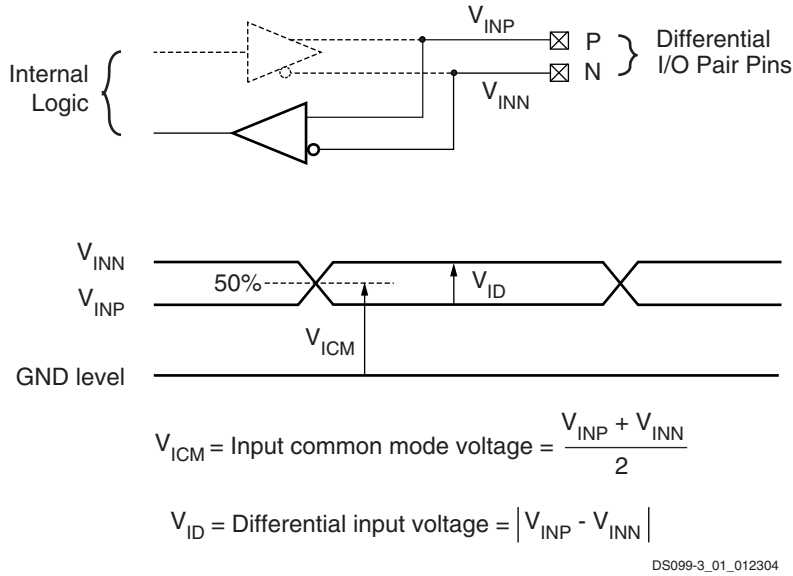 V_INP
P
Differential
I/O Pair Pins
N
V_INN
Internal
Logic
V_INN
50%
V_ID
V_INP
V_ICM
GND level
V_ICM = Input common mode voltage = (V_INP + V_INN) / 2
V_ID = Differential input voltage = |V_INP - V_INN|
DS099-3_01_012304